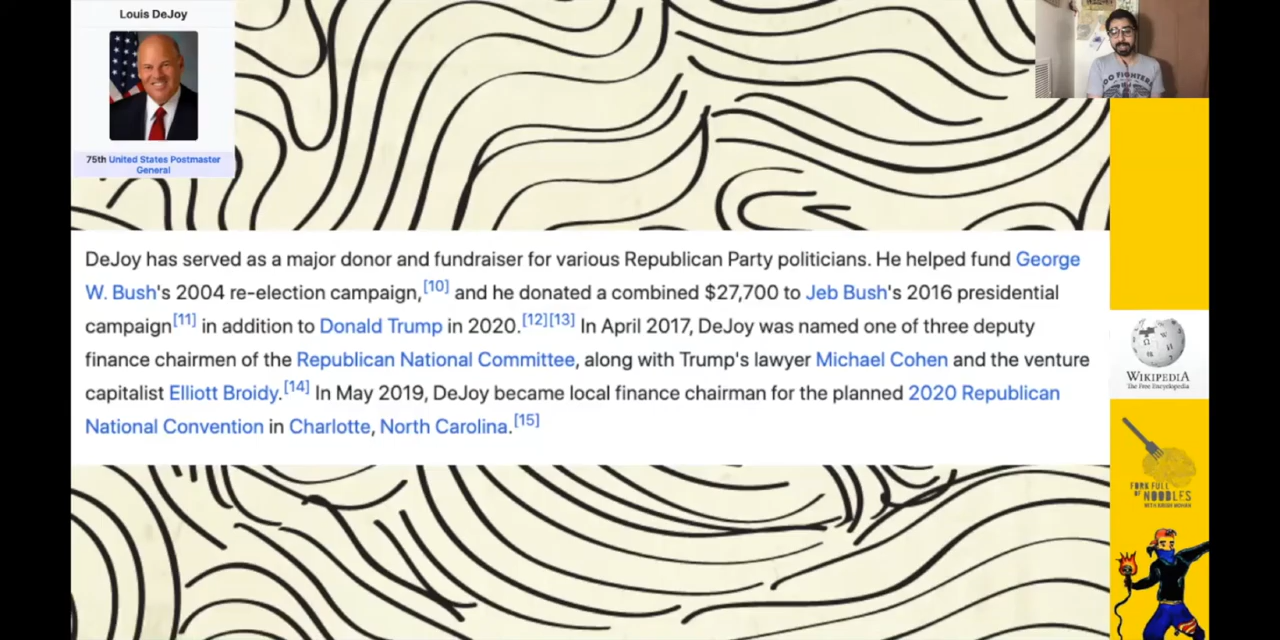 Louis DeJoy
75th United States Postmaster
General
DeJoy has served as a major donor and fundraiser for various Republican Party politicians. He helped fund George
W. Bush's 2004 re-election campaign,[10] and he donated a combined $27,700 to Jeb Bush's 2016 presidential
campaign[11] in addition to Donald Trump in 2020.[12][13] In April 2017, DeJoy was named one of three deputy
finance chairmen of the Republican National Committee, along with Trump's lawyer Michael Cohen and the venture
capitalist Elliott Broidy.[14] In May 2019, DeJoy became local finance chairman for the planned 2020 Republican
National Convention in Charlotte, North Carolina.[15]
OO FIGHTER
WIKIPEDIA
The Free Encyclopedia
FORK FULL
OF NOODLES
WITH KRISH MOHAN